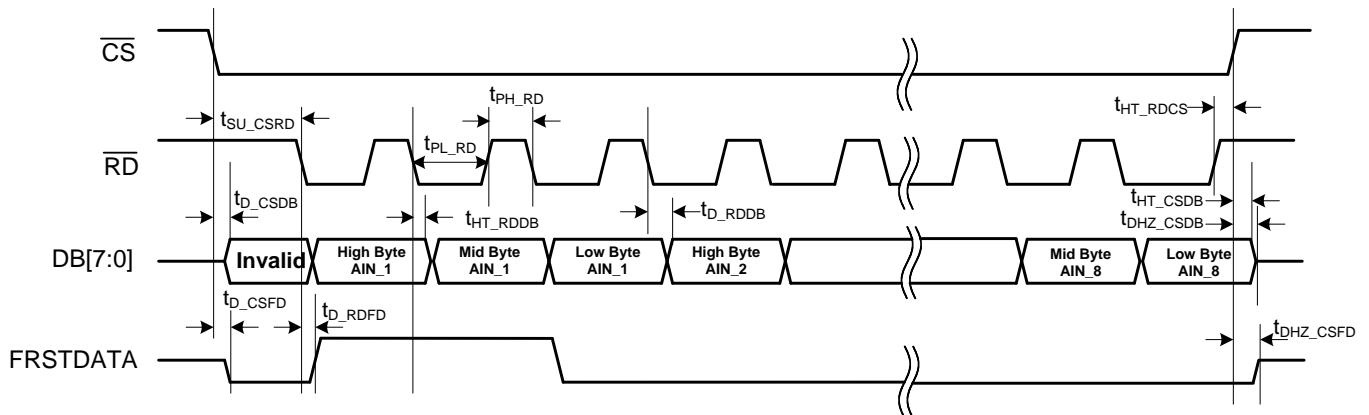 CS
tPH_RD
tHT_RDCS
tSU_CSRD
tPL_RD
RD
tD_CSDB
tHT_RDDB
tD_RDDB
tHT_CSDB
tDHZ_CSDB
DB[7:0]
Invalid
High Byte
AIN_1
Mid Byte
AIN_1
Low Byte
AIN_1
High Byte
AIN_2
Mid Byte
AIN_8
Low Byte
AIN_8
tD_CSFD
tD_RDFD
tDHZ_CSFD
FRSTDATA